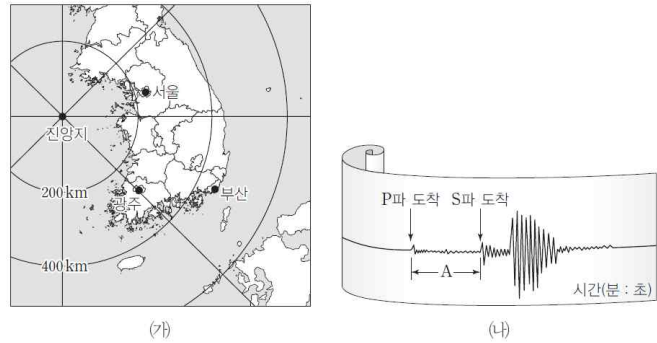 서울
진앙지
200 km
광주
부산
400 km
(가)
P파 도착 S파 도착
A
시간(분 : 초)
(나)